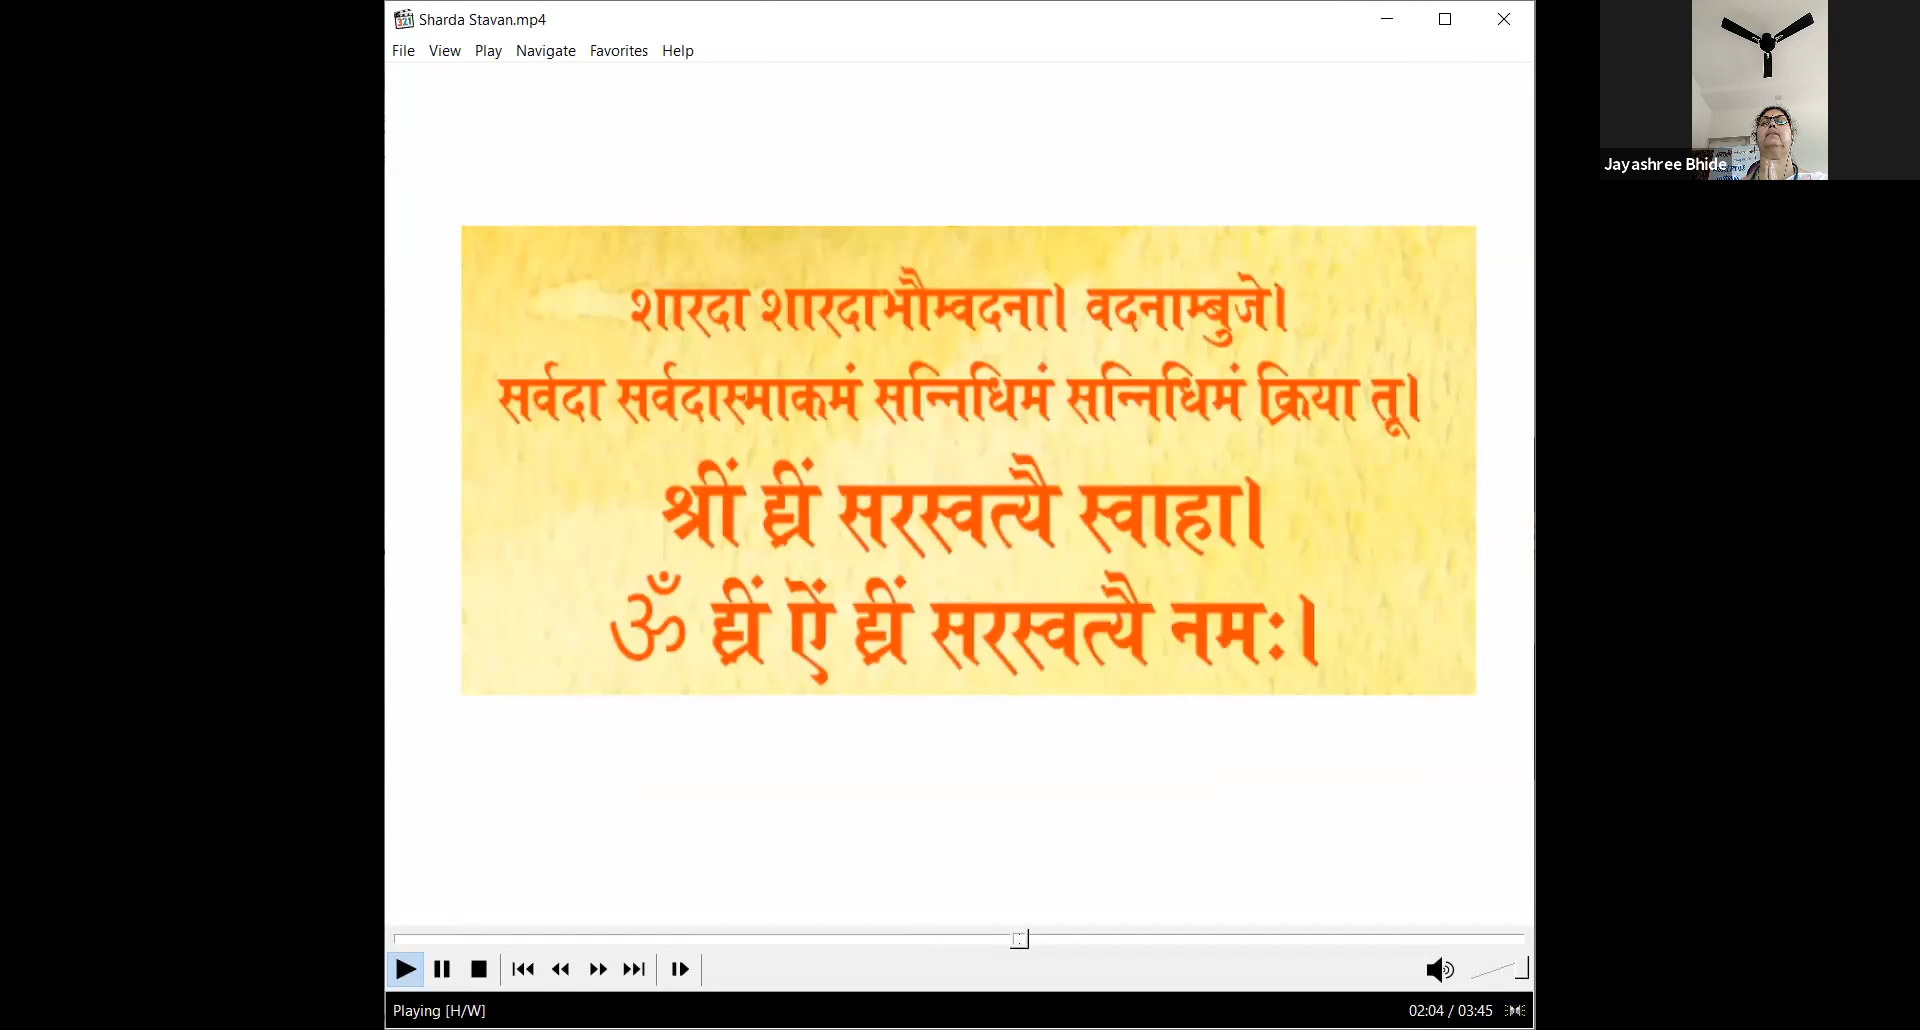 Sharda Stavan.mp4
File View Play Navigate Favorites Help
शारदा शारदाभौम्वदना। वदनाम्बुजे।
सर्वदा सर्वदास्माकमं सन्निधिमं सन्निधिमं क्रिया तू।
श्रीं ह्रीं सरस्वत्यै स्वाहा।
ॐ ह्रीं ऐं ह्रीं सरस्वत्यै नमः।
Playing [H/W]
02:04 / 03:45
Jayashree Bhide